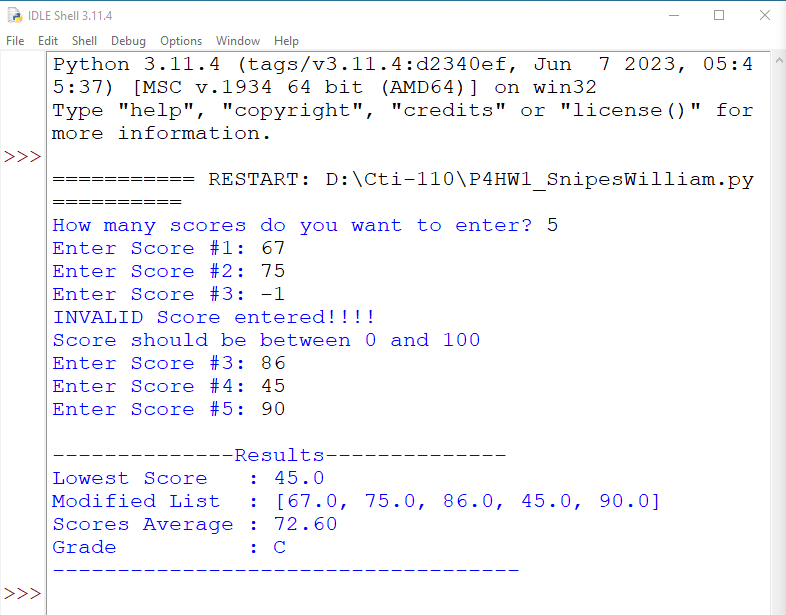 IDLE Shell 3.11.4
File Edit Shell Debug Options Window Help
Python 3.11.4 (tags/v3.11.4:d2340ef, Jun  7 2023, 05:4
5:37) [MSC v.1934 64 bit (AMD64)] on win32
Type "help", "copyright", "credits" or "license()" for
more information.
>>>
=========== RESTART: D:\Cti-110\P4HW1_SnipesWilliam.py
==========
How many scores do you want to enter? 5
Enter Score #1: 67
Enter Score #2: 75
Enter Score #3: -1
INVALID Score entered!!!!
Score should be between 0 and 100
Enter Score #3: 86
Enter Score #4: 45
Enter Score #5: 90
--------------Results--------------
Lowest Score   : 45.0
Modified List  : [67.0, 75.0, 86.0, 45.0, 90.0]
Scores Average : 72.60
Grade          : C
------------------------------------
>>>